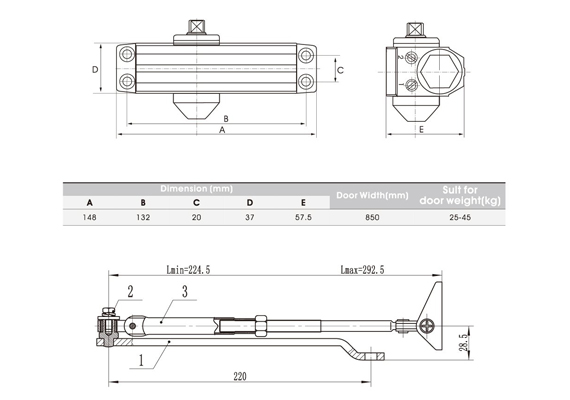 D
C
2
1
B
A
E
Dimension (mm)
Door Width(mm)
Suit for
door weight(kg)
A B C D E
148 132 20 37 57.5 850 25-45
Lmin=224.5
Lmax=292.5
2
3
1
28.5
220